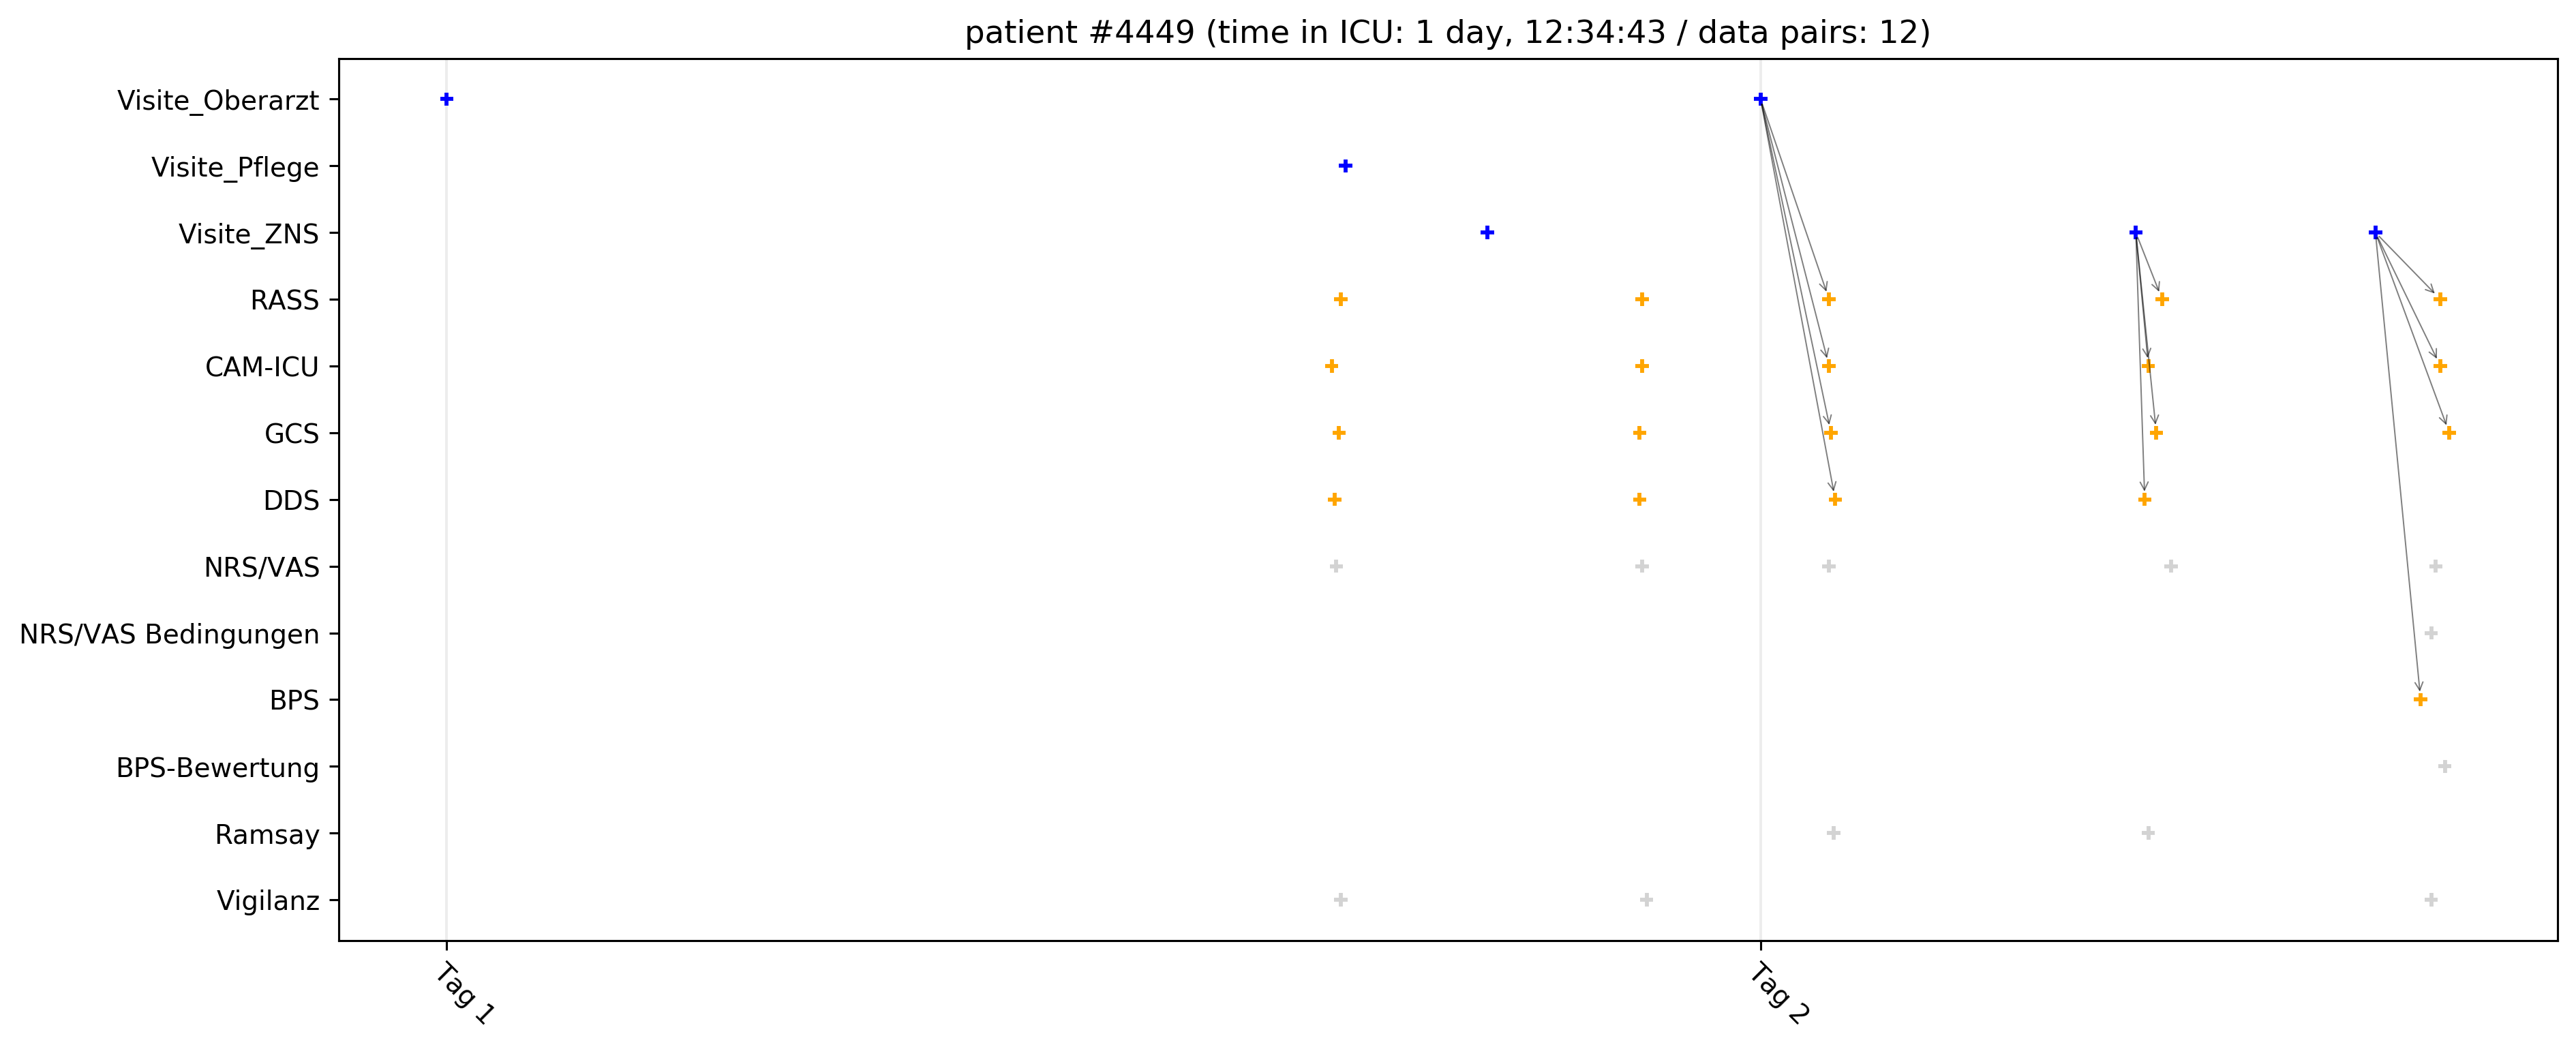 patient #4449 (time in ICU: 1 day, 12:34:43 / data pairs: 12)
Visite_Oberarzt
Visite_Pflege
Visite_ZNS
RASS
CAM-ICU
GCS
DDS
NRS/VAS
NRS/VAS Bedingungen
BPS
BPS-Bewertung
Ramsay
Vigilanz
Tag 1
Tag 2